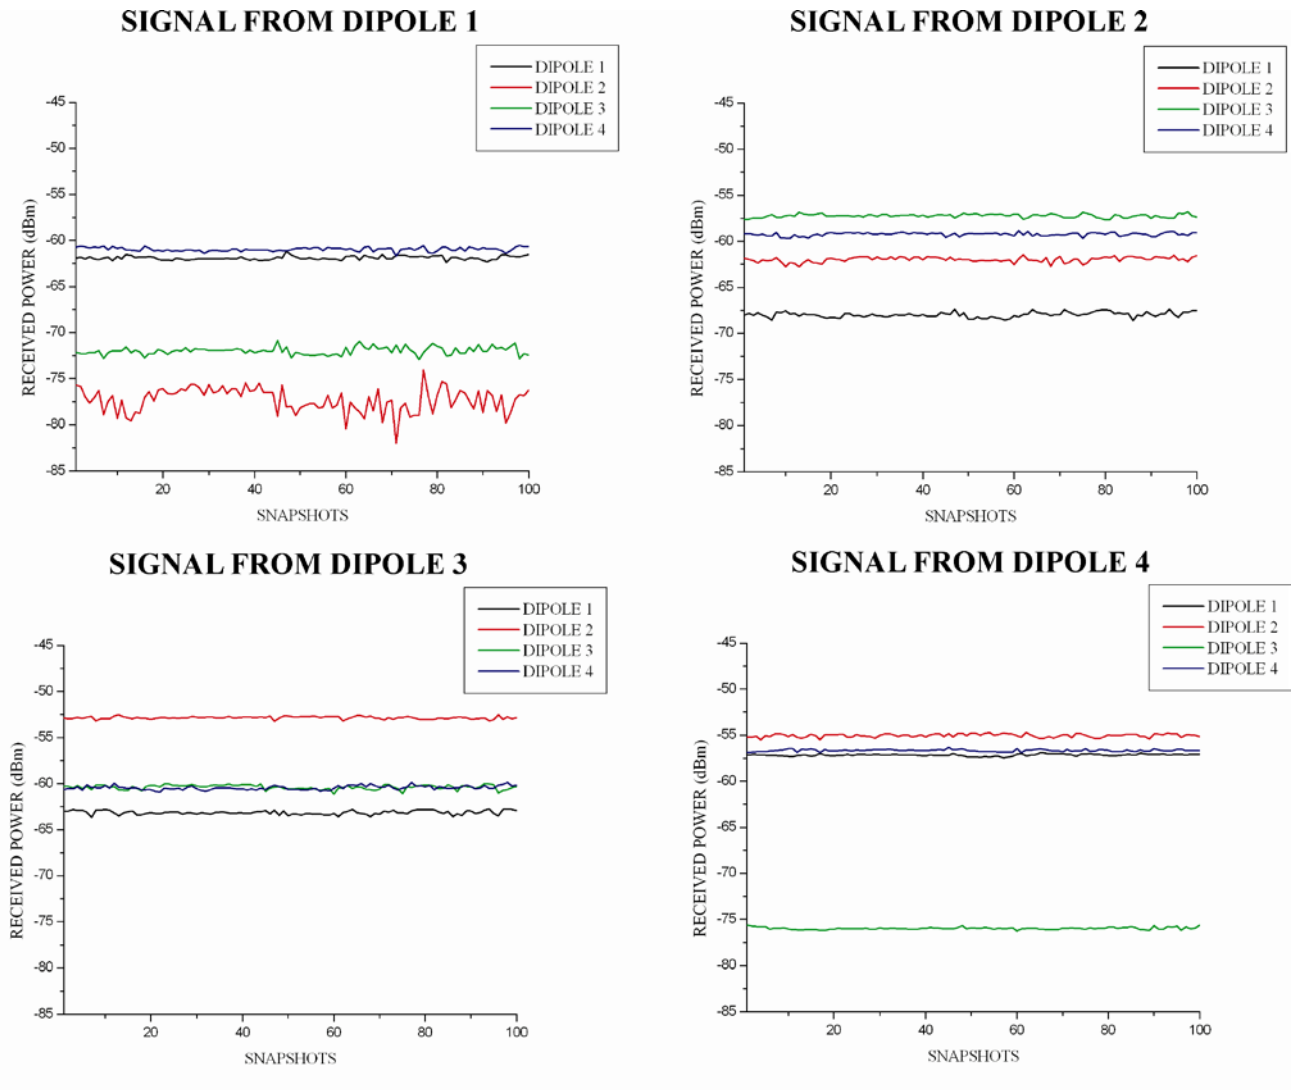 SIGNAL FROM DIPOLE 1
DIPOLE 1
DIPOLE 2
DIPOLE 3
DIPOLE 4
-45
-50
-55
-60
-65
-70
-75
-80
-85
RECEIVED POWER (dBm)
20 40 60 80 100
SNAPSHOTS
SIGNAL FROM DIPOLE 2
DIPOLE 1
DIPOLE 2
DIPOLE 3
DIPOLE 4
-45
-50
-55
-60
-65
-70
-75
-80
-85
RECEIVED POWER (dBm)
20 40 60 80 100
SNAPSHOTS
SIGNAL FROM DIPOLE 3
DIPOLE 1
DIPOLE 2
DIPOLE 3
DIPOLE 4
-45
-50
-55
-60
-65
-70
-75
-80
-85
RECEIVED POWER (dBm)
20 40 60 80 100
SNAPSHOTS
SIGNAL FROM DIPOLE 4
DIPOLE 1
DIPOLE 2
DIPOLE 3
DIPOLE 4
-45
-50
-55
-60
-65
-70
-75
-80
-85
RECEIVED POWER (dBm)
20 40 60 80 100
SNAPSHOTS